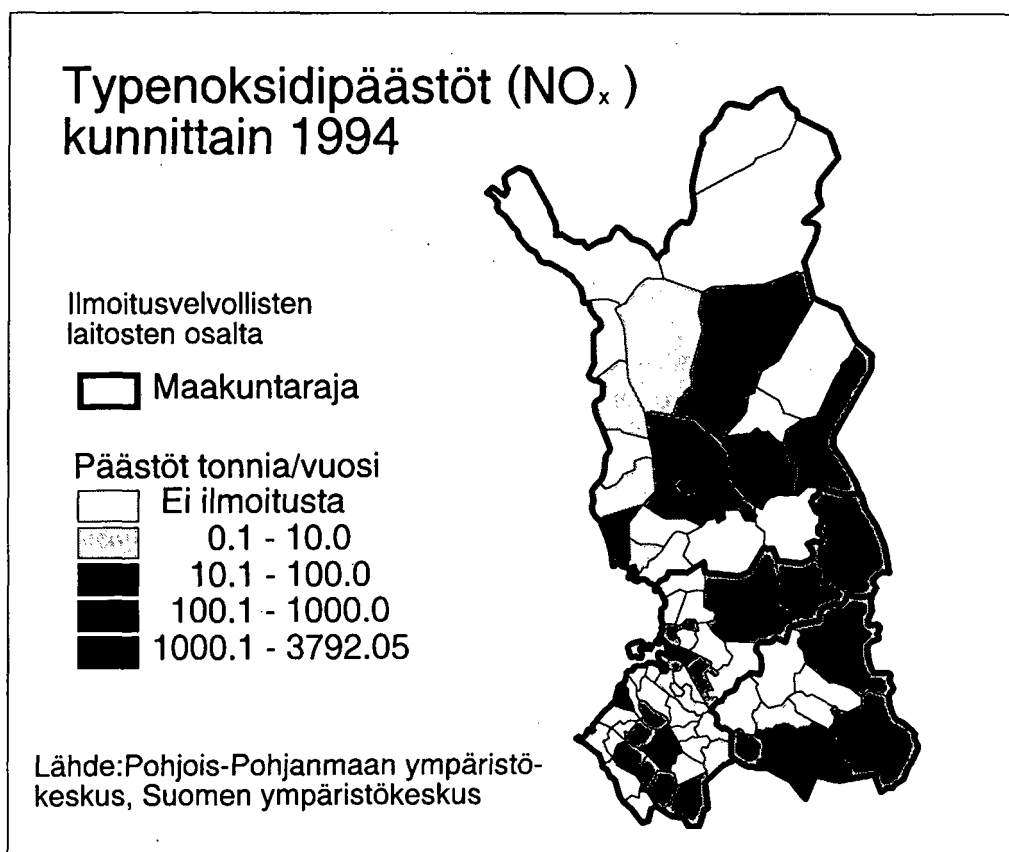 Typenoksidipäästöt (NOx)
kunnittain 1994
Ilmoitusvelvollisten
laitosten osalta
Maakuntaraja
Päästöt tonnia/vuosi
Ei ilmoitusta
0.1 - 10.0
10.1 - 100.0
100.1 - 1000.0
1000.1 - 3792.05
Lähde:Pohjois-Pohjanmaan ympäristö-
keskus, Suomen ympäristökeskus